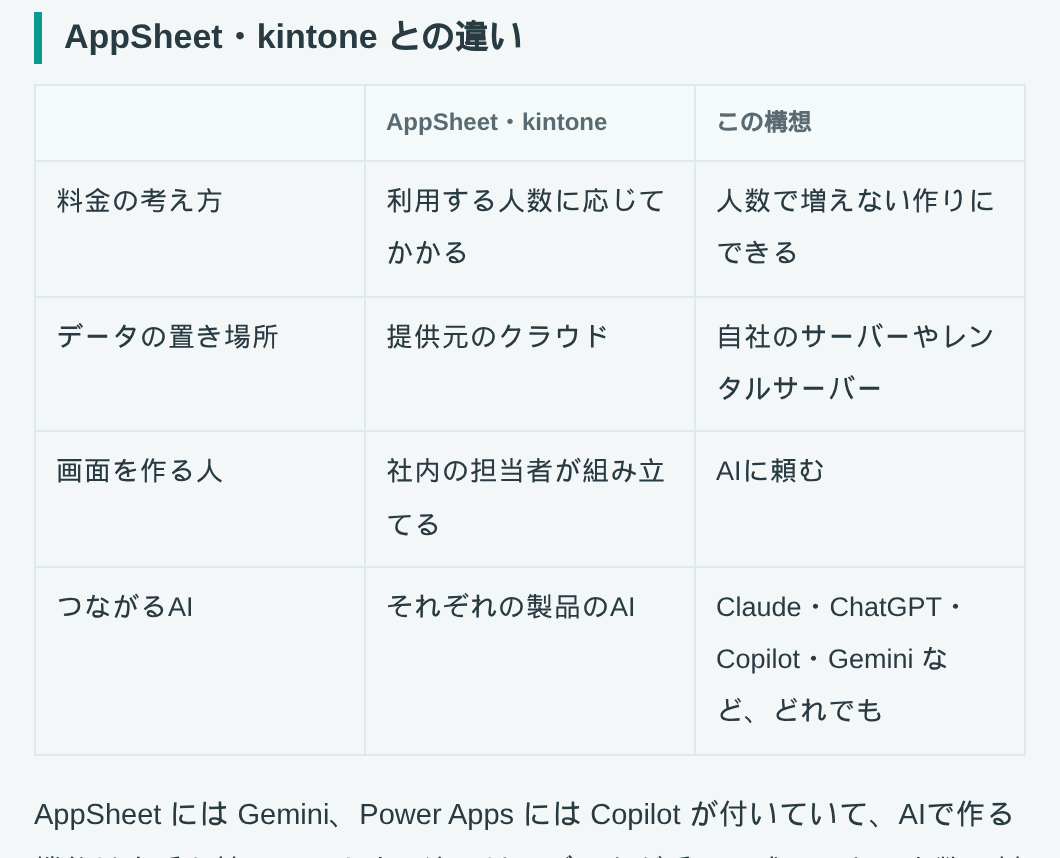 AppSheet・kintone との違い
AppSheet・kintone
この構想
料金の考え方
利用する人数に応じて
かかる
人数で増えない作りに
できる
データの置き場所
提供元のクラウド
自社のサーバーやレン
タルサーバー
画面を作る人
社内の担当者が組み立
てる
AIに頼む
つながるAI
それぞれの製品のAI
Claude・ChatGPT・
Copilot・Gemini な
ど、どれでも
AppSheet には Gemini、Power Apps には Copilot が付いていて、AIで作る